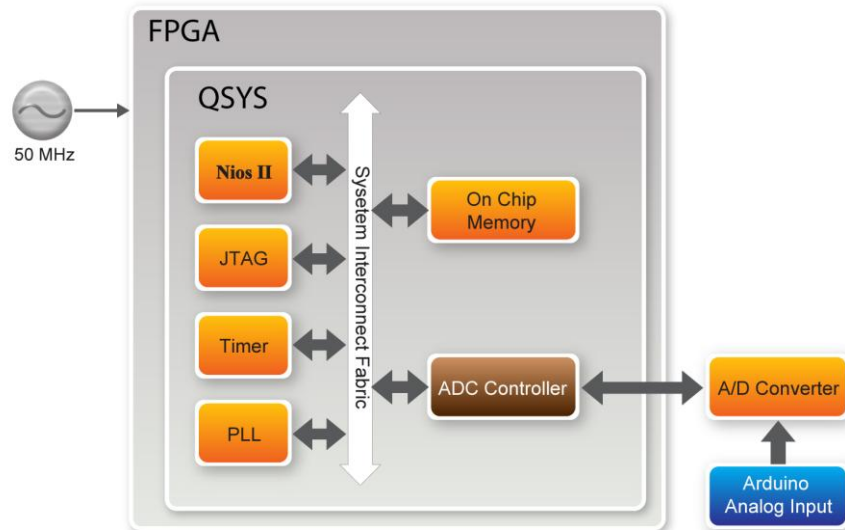 FPGA
QSYS
50 MHz
Nios II
JTAG
Timer
PLL
Sysetem Interconnect Fabric
On Chip
Memory
ADC Controller
A/D Converter
Arduino
Analog Input